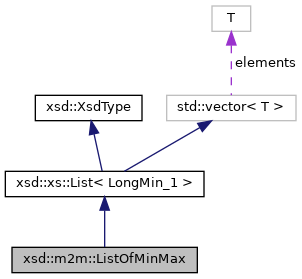 T
elements
xsd::XsdType
std::vector< T >
xsd::xs::List< LongMin_1 >
xsd::m2m::ListOfMinMax